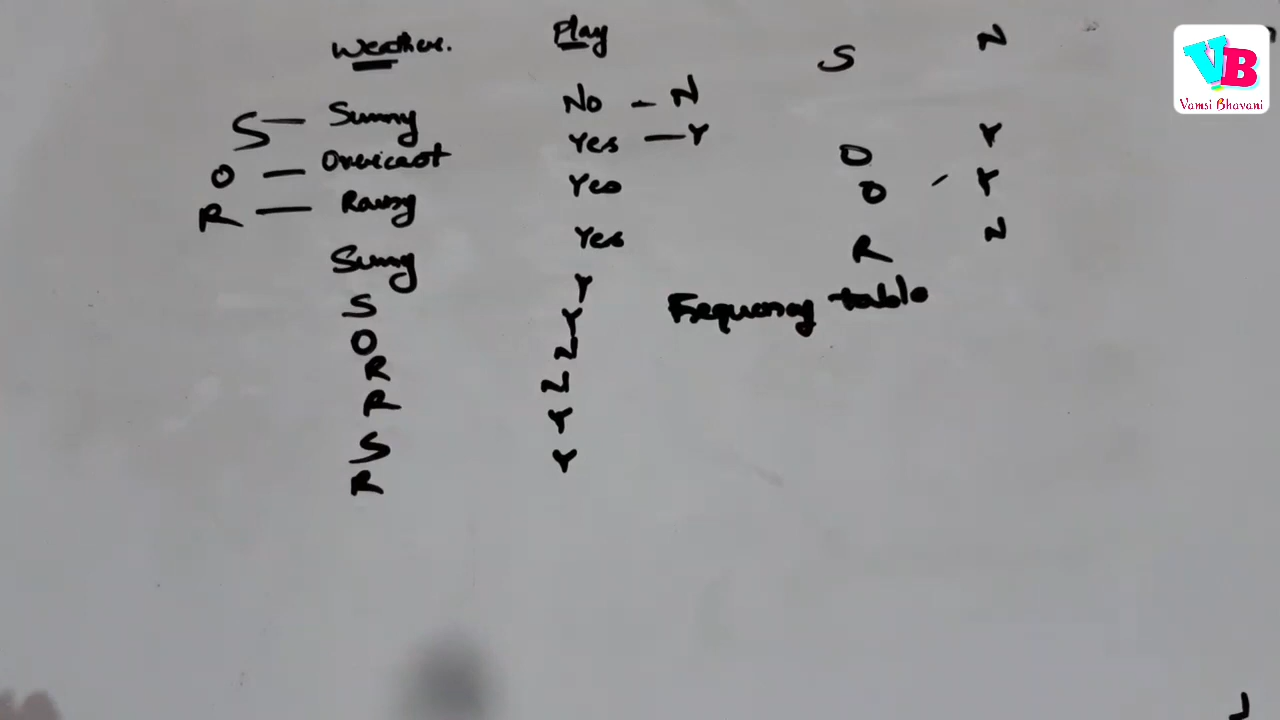 Weather. Play
S — Sunny No - N
O — Overcast Yes — Y
R — Rainy Yes
Sunny Yes
S Y
O Y
R N
R N
S Y
R Y
S N
O Y
O - Y
R N
Frequency table
VB
Vamsi Bhavani